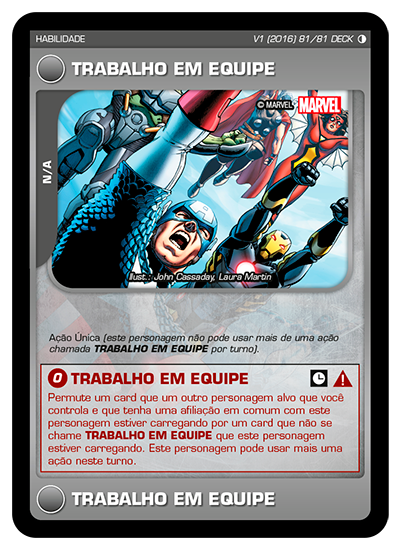 HABILIDADE
V1 (2016) 81/81 DECK
TRABALHO EM EQUIPE
© MARVEL MARVEL
N/A
Illust.: John Cassaday, Laura Martin
Ação Única (este personagem não pode usar mais de uma ação
chamada TRABALHO EM EQUIPE por turno).
0 TRABALHO EM EQUIPE
Permute um card que um outro personagem alvo que você
controla e que tenha uma afiliação em comum com este
personagem estiver carregando por um card que não se
chame TRABALHO EM EQUIPE que este personagem
estiver carregando. Este personagem pode usar mais uma
ação neste turno.
TRABALHO EM EQUIPE